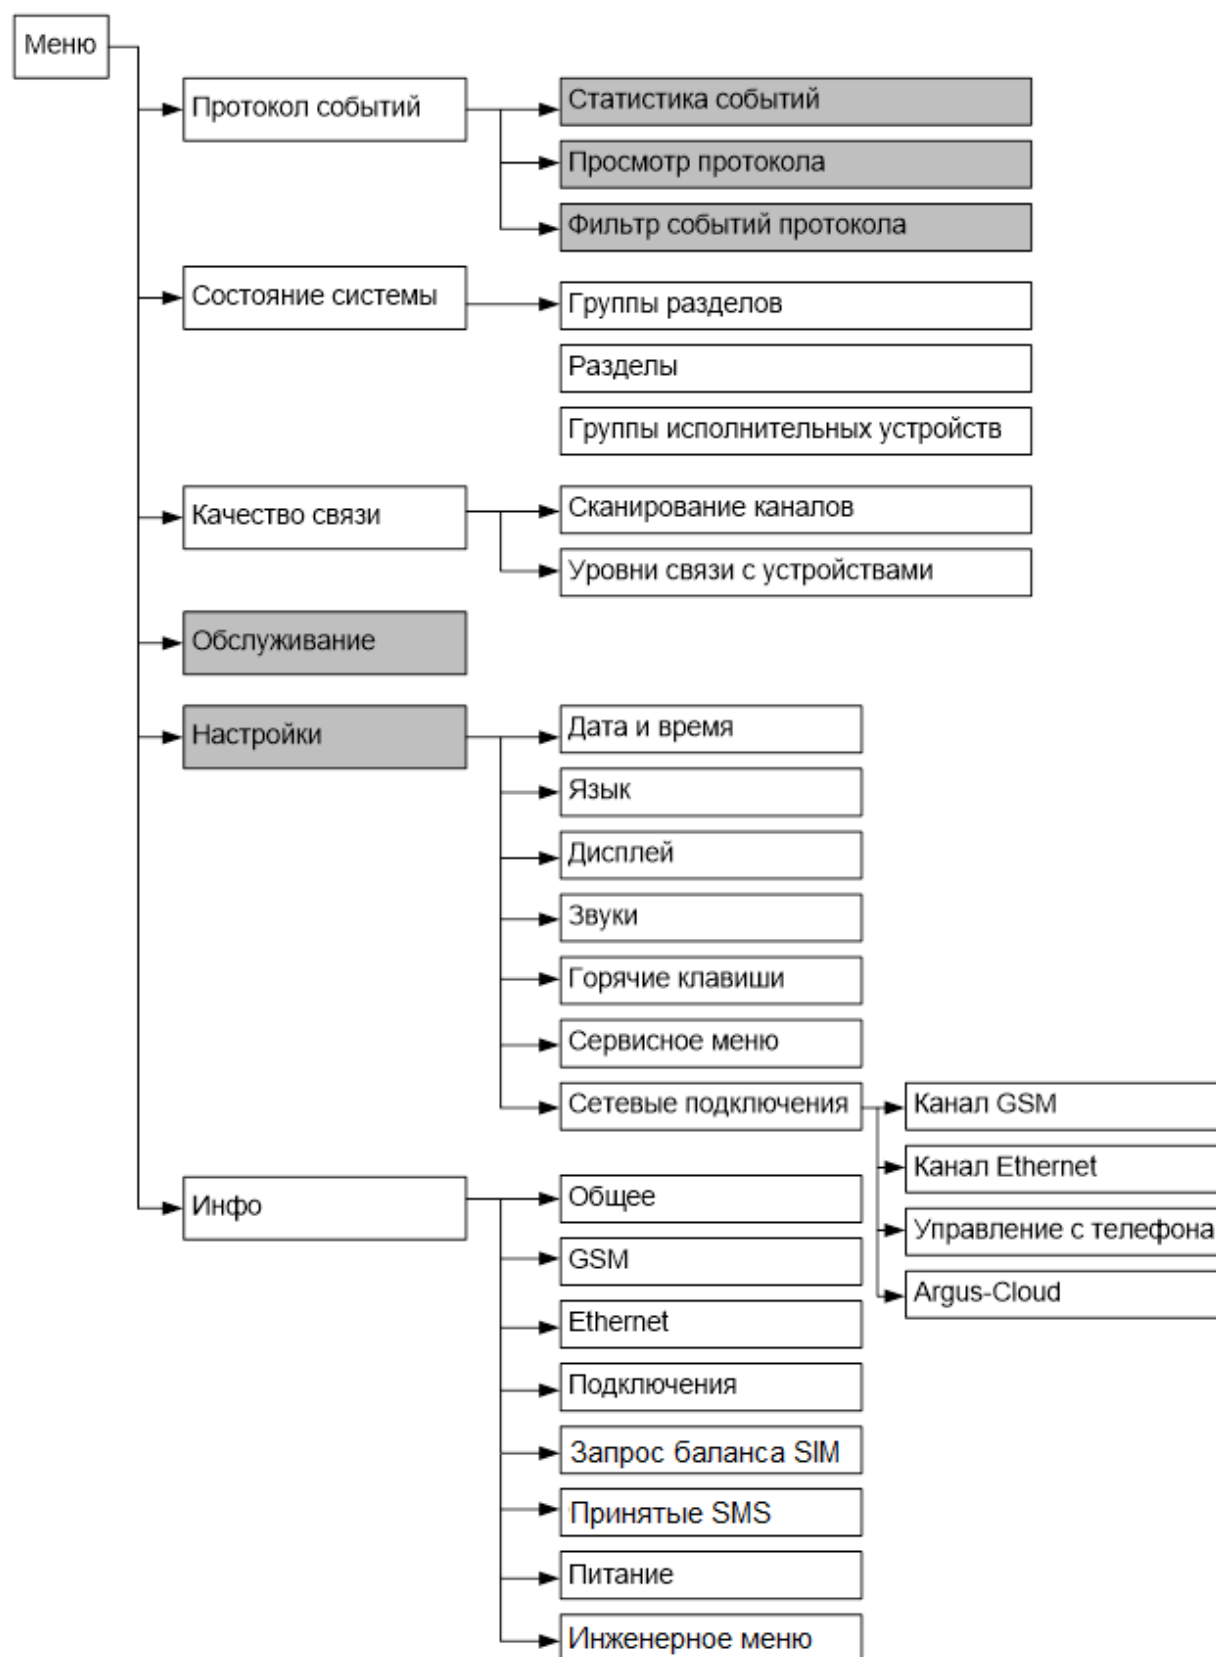 Меню
Протокол событий
Статистика событий
Просмотр протокола
Фильтр событий протокола
Состояние системы
Группы разделов
Разделы
Группы исполнительных устройств
Качество связи
Сканирование каналов
Уровни связи с устройствами
Обслуживание
Настройки
Дата и время
Язык
Дисплей
Звуки
Горячие клавиши
Сервисное меню
Сетевые подключения
Канал GSM
Канал Ethernet
Управление с телефона
Argus-Cloud
Инфо
Общее
GSM
Ethernet
Подключения
Запрос баланса SIM
Принятые SMS
Питание
Инженерное меню